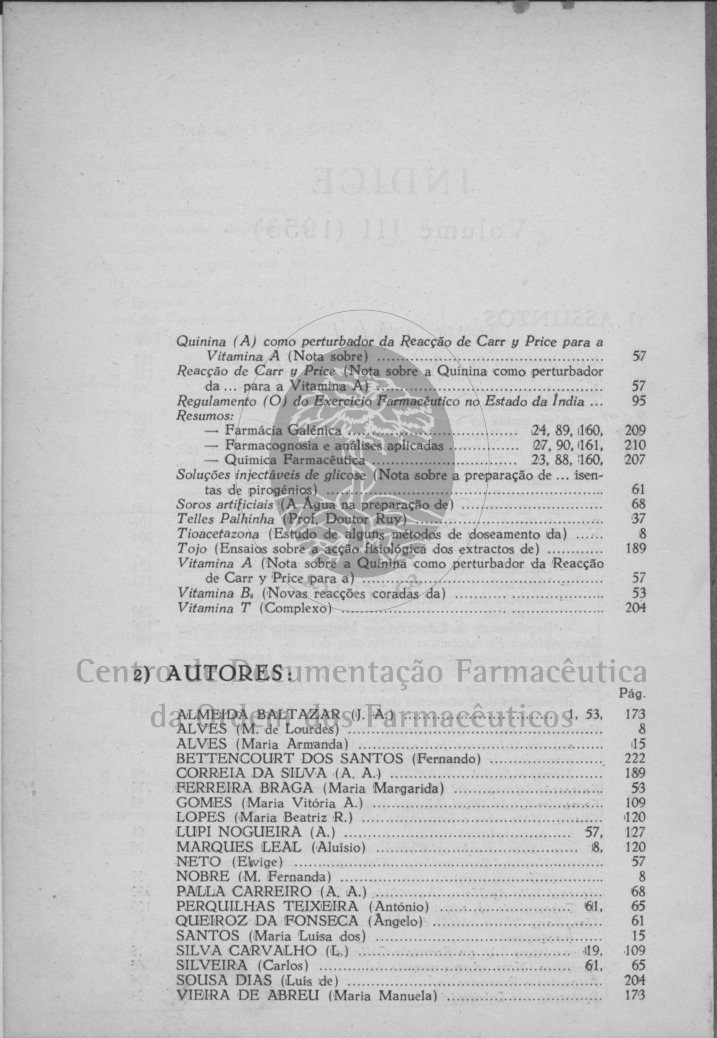 Quinina (A) como perturbador da Reacção de Carr y Price para a
Vitamina A (Nota sobre) .......... 57
Reacção de Carr y Price (Nota sobre a Quinina como perturbador
da ... para a Vitamina A) .......... 57
Regulamento (O) do Exercício Farmacêutico no Estado da Índia ... 95
Resumos:
— Farmácia Galénica .......... 24, 89, 160, 209
— Farmacognosia e análises aplicadas .......... 27, 90, 161, 210
— Química Farmacêutica .......... 23, 88, 160, 207
Soluções injectáveis de glicose (Nota sobre a preparação de ... isen-
tas de pirogénios) .......... 61
Soros artificiais (A Água na preparação de) .......... 68
Telles Palhinha (Prof. Doutor Ruy) .......... 37
Tioacetazona (Estudo de alguns métodos de doseamento da) ...... 8
Tojo (Ensaios sobre a acção fisiológica dos extractos de) .......... 189
Vitamina A (Nota sobre a Quinina como perturbador da Reacção
de Carr y Price para a) .......... 57
Vitamina B₆ (Novas reacções coradas da) .......... 53
Vitamina T (Complexo) .......... 204
Centro de Documentação Farmacêutica
da Ordem dos Farmacêuticos
2) AUTORES:
Pág.
ALMEIDA BALTAZAR (J. A.) .......... 1, 53, 173
ALVES (M. de Lourdes) .......... 8
ALVES (Maria Armanda) .......... 15
BETTENCOURT DOS SANTOS (Fernando) .......... 222
CORREIA DA SILVA (A. A.) .......... 189
FERREIRA BRAGA (Maria Margarida) .......... 53
GOMES (Maria Vitória A.) .......... 109
LOPES (Maria Beatriz R.) .......... 120
LUPI NOGUEIRA (A.) .......... 57, 127
MARQUES LEAL (Aluísio) .......... 8, 120
NETO (Elvige) .......... 57
NOBRE (M. Fernanda) .......... 8
PALLA CARREIRO (A. A.) .......... 68
PERQUILHAS TEIXEIRA (António) .......... 61, 65
QUEIROZ DA FONSECA (Ângelo) .......... 61
SANTOS (Maria Luísa dos) .......... 15
SILVA CARVALHO (L.) .......... 19, 109
SILVEIRA (Carlos) .......... 61, 65
SOUSA DIAS (Luís de) .......... 204
VIEIRA DE ABREU (Maria Manuela) .......... 173